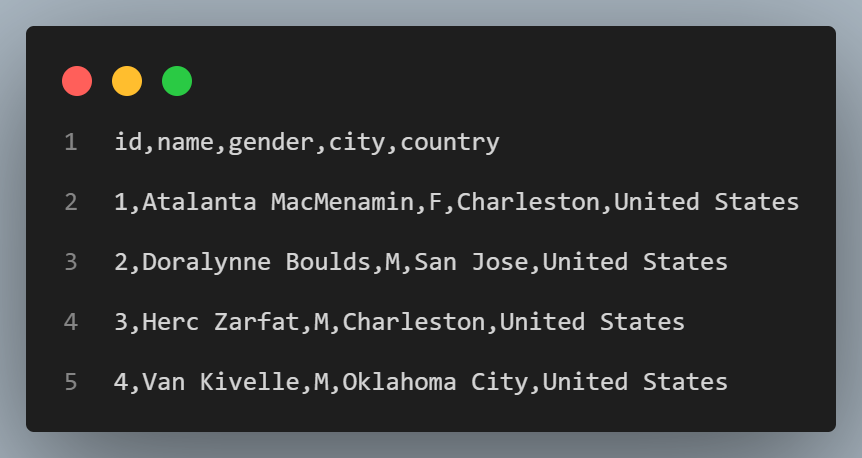 1 id,name,gender,city,country
2 1,Atalanta MacMenamin,F,Charleston,United States
3 2,Doralynne Boulds,M,San Jose,United States
4 3,Herc Zarfat,M,Charleston,United States
5 4,Van Kivelle,M,Oklahoma City,United States